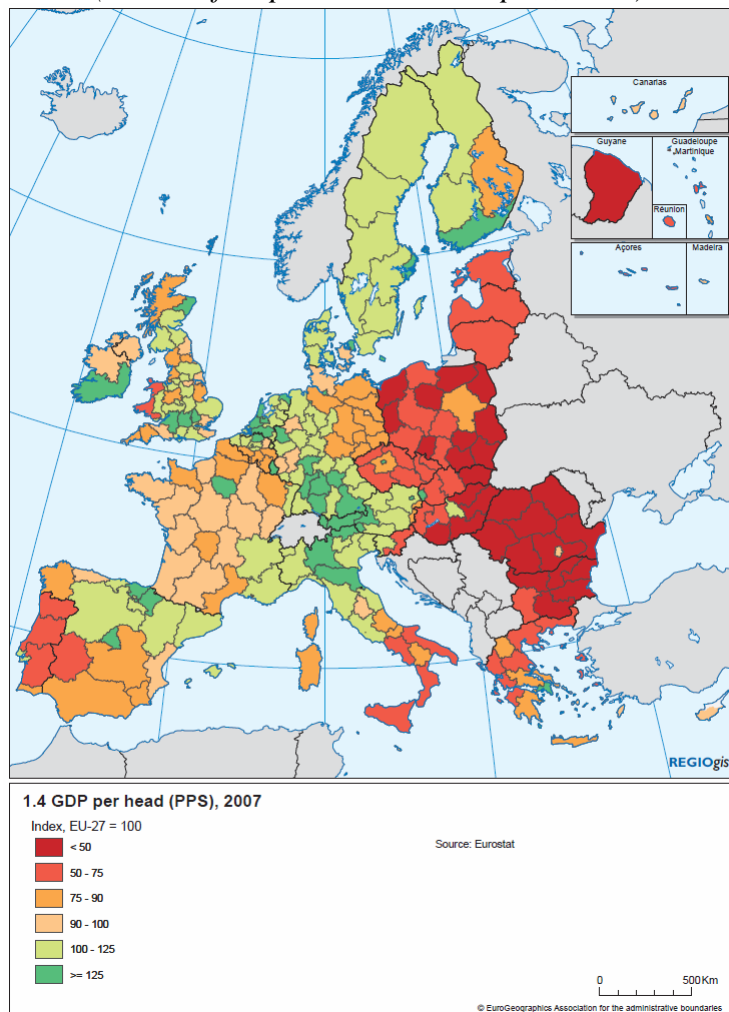 Canarias
Guyane
Guadeloupe
Martinique
Réunion
Açores
Madeira
REGIOgis
1.4 GDP per head (PPS), 2007
Index, EU-27 = 100
Source: Eurostat
< 50
50 - 75
75 - 90
90 - 100
100 - 125
>= 125
0 500 Km
© EuroGeographics Association for the administrative boundaries